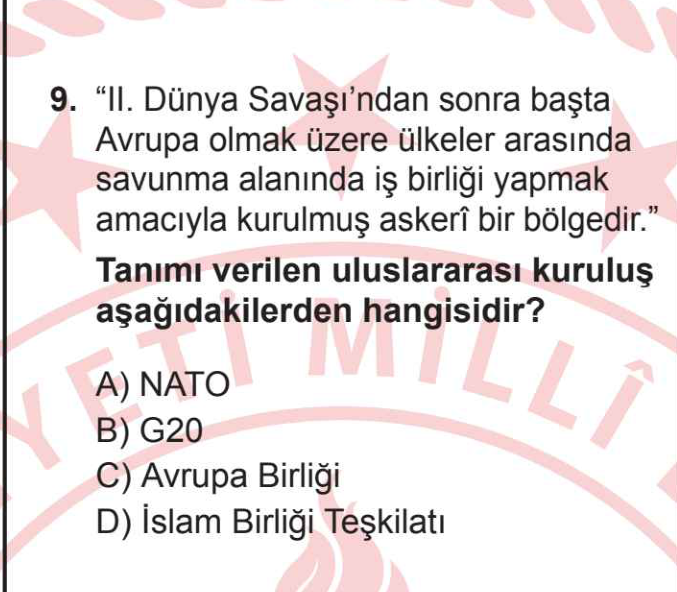 9. “II. Dünya Savaşı’ndan sonra başta
Avrupa olmak üzere ülkeler arasında
savunma alanında iş birliği yapmak
amacıyla kurulmuş askerî bir bölgedir.”
Tanımı verilen uluslararası kuruluş
aşağıdakilerden hangisidir?
YETİ MİLLÎ
A) NATO
B) G20
C) Avrupa Birliği
D) İslam Birliği Teşkilatı